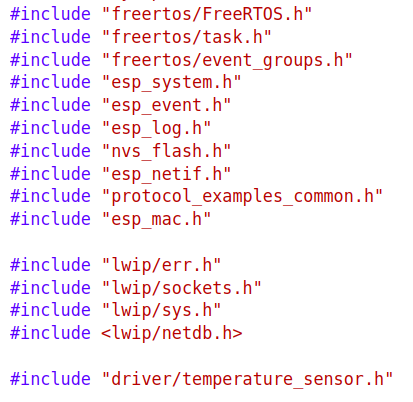 #include "freertos/FreeRTOS.h"
#include "freertos/task.h"
#include "freertos/event_groups.h"
#include "esp_system.h"
#include "esp_event.h"
#include "esp_log.h"
#include "nvs_flash.h"
#include "esp_netif.h"
#include "protocol_examples_common.h"
#include "esp_mac.h"

#include "lwip/err.h"
#include "lwip/sockets.h"
#include "lwip/sys.h"
#include <lwip/netdb.h>

#include "driver/temperature_sensor.h"